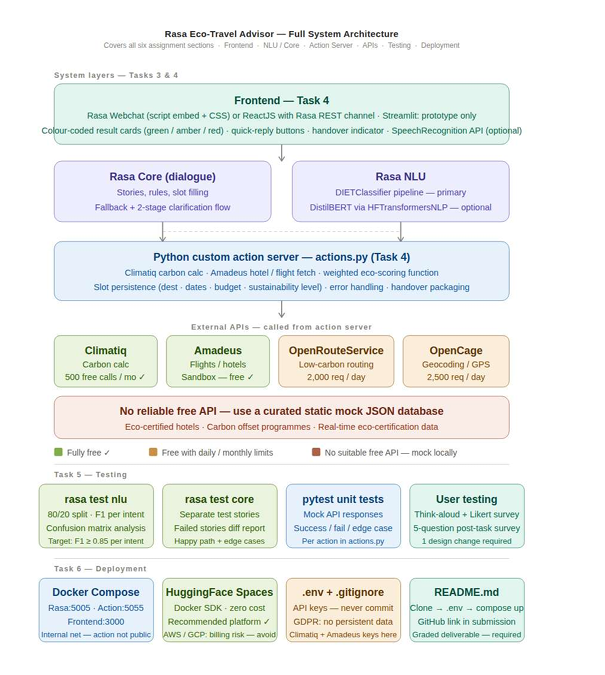 Rasa Eco-Travel Advisor — Full System Architecture
Covers all six assignment sections · Frontend · NLU / Core · Action Server · APIs · Testing · Deployment
System layers — Tasks 3 & 4
Frontend — Task 4
Rasa Webchat (script embed + CSS) or ReactJS with Rasa REST channel · Streamlit: prototype only
Colour-coded result cards (green / amber / red) · quick-reply buttons · handover indicator · SpeechRecognition API (optional)
Rasa Core (dialogue)
Stories, rules, slot filling
Fallback + 2-stage clarification flow
Rasa NLU
DIETClassifier pipeline — primary
DistilBERT via HFTransformersNLP — optional
Python custom action server — actions.py (Task 4)
Climatiq carbon calc · Amadeus hotel / flight fetch · weighted eco-scoring function
Slot persistence (dest · dates · budget · sustainability level) · error handling · handover packaging
External APIs — called from action server
Climatiq
Carbon calc
500 free calls / mo ✓
Amadeus
Flights / hotels
Sandbox — free ✓
OpenRouteService
Low-carbon routing
2,000 req / day
OpenCage
Geocoding / GPS
2,500 req / day
No reliable free API — use a curated static mock JSON database
Eco-certified hotels · Carbon offset programmes · Real-time eco-certification data
Fully free ✓
Free with daily / monthly limits
No suitable free API — mock locally
Task 5 — Testing
rasa test nlu
80/20 split · F1 per intent
Confusion matrix analysis
Target: F1 ≥ 0.85 per intent
rasa test core
Separate test stories
Failed stories diff report
Happy path + edge cases
pytest unit tests
Mock API responses
Success / fail / edge case
Per action in actions.py
User testing
Think-aloud + Likert survey
5-question post-task survey
1 design change required
Task 6 — Deployment
Docker Compose
Rasa:5005 · Action:5055
Frontend:3000
Internal net — action not public
HuggingFace Spaces
Docker SDK · zero cost
Recommended platform ✓
AWS / GCP: billing risk — avoid
.env + .gitignore
API keys — never commit
GDPR: no persistent data
Climatiq + Amadeus keys here
README.md
Clone → .env → compose up
GitHub link in submission
Graded deliverable — required